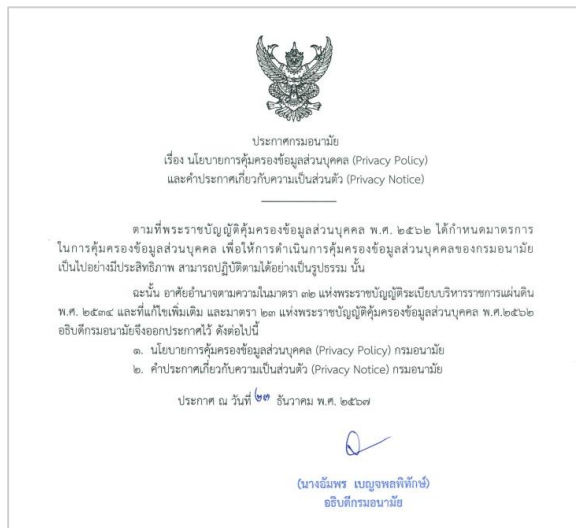 ประกาศกรมอนามัย
เรื่อง นโยบายการคุ้มครองข้อมูลส่วนบุคคล (Privacy Policy)
และคำประกาศเกี่ยวกับความเป็นส่วนตัว (Privacy Notice)
ตามที่พระราชบัญญัติคุ้มครองข้อมูลส่วนบุคคล พ.ศ. ๒๕๖๒ ได้กำหนดมาตรการ
ในการคุ้มครองข้อมูลส่วนบุคคล เพื่อให้การดำเนินการคุ้มครองข้อมูลส่วนบุคคลของกรมอนามัย
เป็นไปอย่างมีประสิทธิภาพ สามารถปฏิบัติตามได้อย่างเป็นรูปธรรม นั้น
ฉะนั้น อาศัยอำนาจตามความในมาตรา ๓๒ แห่งพระราชบัญญัติระเบียบบริหารราชการแผ่นดิน
พ.ศ. ๒๕๓๔ และที่แก้ไขเพิ่มเติม และมาตรา ๒๓ แห่งพระราชบัญญัติคุ้มครองข้อมูลส่วนบุคคล พ.ศ.๒๕๖๒
อธิบดีกรมอนามัยจึงออกประกาศไว้ ดังต่อไปนี้
๑. นโยบายการคุ้มครองข้อมูลส่วนบุคคล (Privacy Policy) กรมอนามัย
๒. คำประกาศเกี่ยวกับความเป็นส่วนตัว (Privacy Notice) กรมอนามัย
ประกาศ ณ วันที่ ๒๓ ธันวาคม พ.ศ. ๒๕๖๗
(นางอัมพร เบญจพลพิทักษ์)
อธิบดีกรมอนามัย